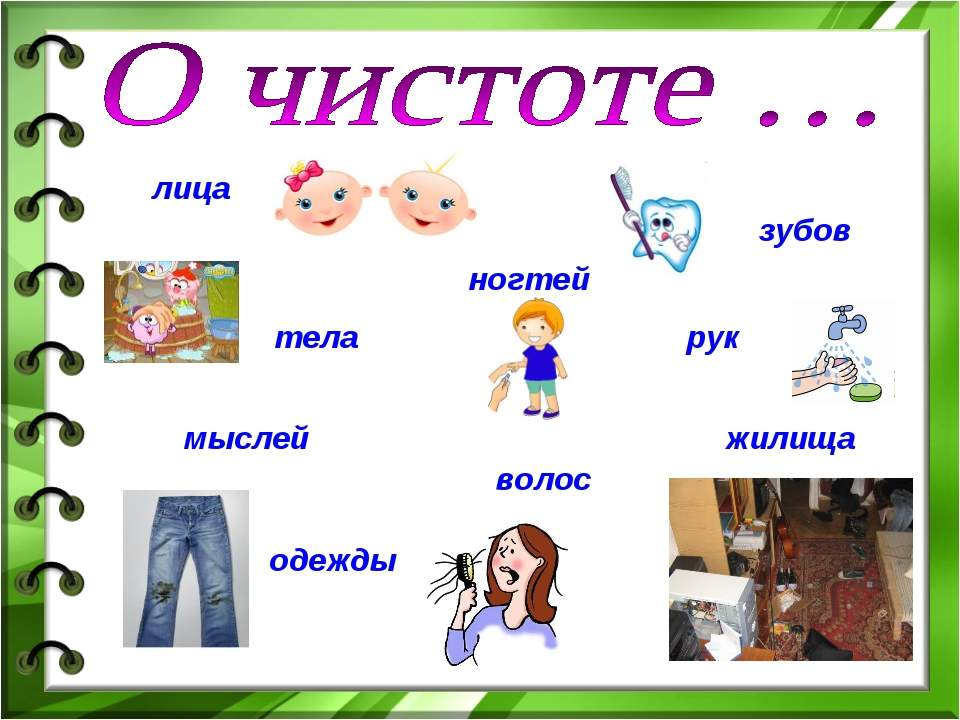 О чистоте ...
лица
зубов
ногтей
тела
рук
мыслей
жилища
волос
одежды